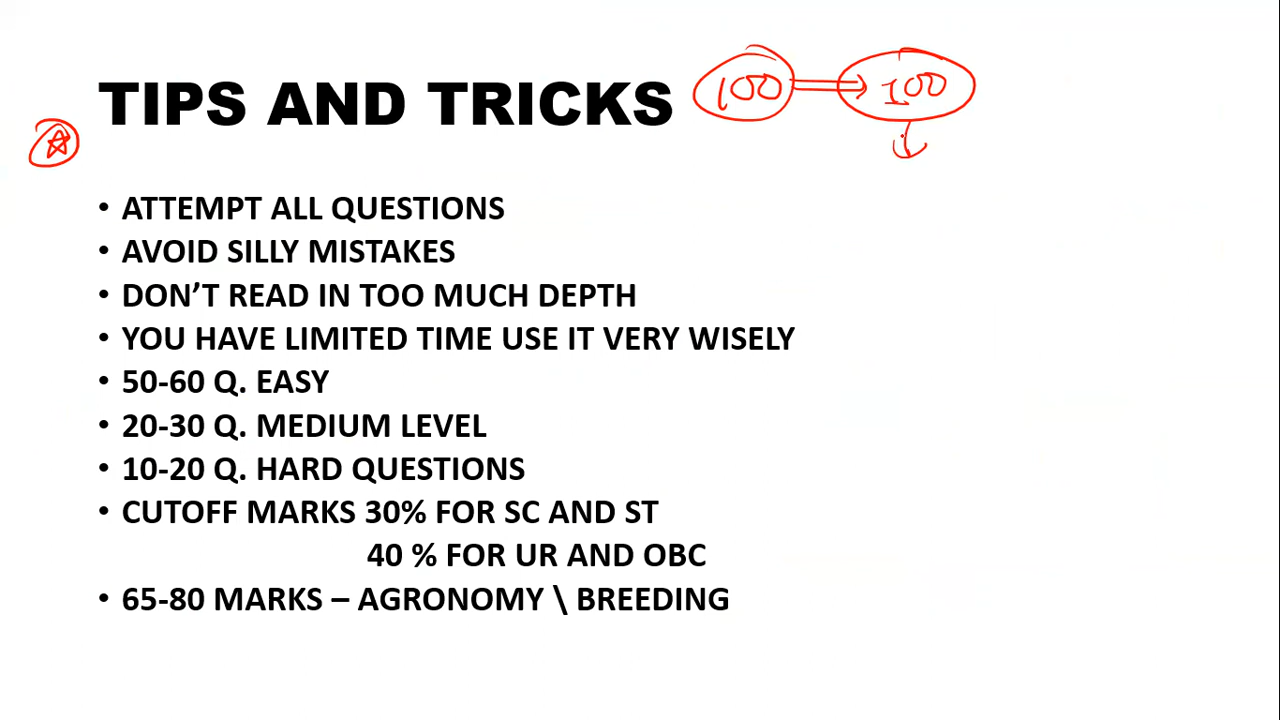 TIPS AND TRICKS 100 100
• ATTEMPT ALL QUESTIONS
• AVOID SILLY MISTAKES
• DON’T READ IN TOO MUCH DEPTH
• YOU HAVE LIMITED TIME USE IT VERY WISELY
• 50-60 Q. EASY
• 20-30 Q. MEDIUM LEVEL
• 10-20 Q. HARD QUESTIONS
• CUTOFF MARKS 30% FOR SC AND ST
40 % FOR UR AND OBC
• 65-80 MARKS – AGRONOMY \ BREEDING